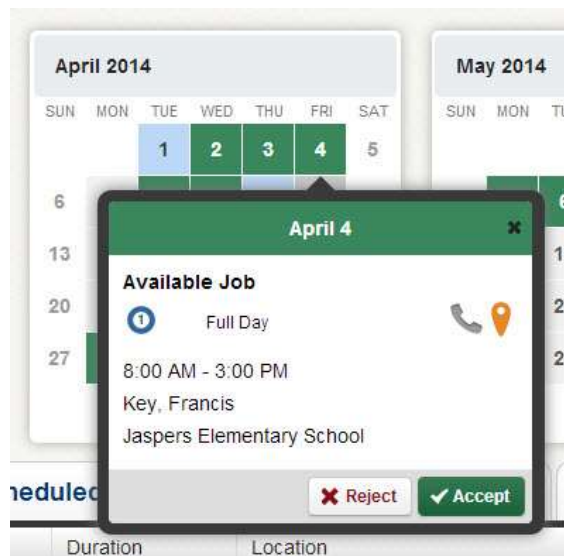 April 2014
May 2014
SUN MON TUE WED THU FRI SAT
SUN MON
1 2 3 4 5
6
13
20
27
April 4
Available Job
1 Full Day
8:00 AM - 3:00 PM
Key, Francis
Jaspers Elementary School
Reject Accept
Duration Location